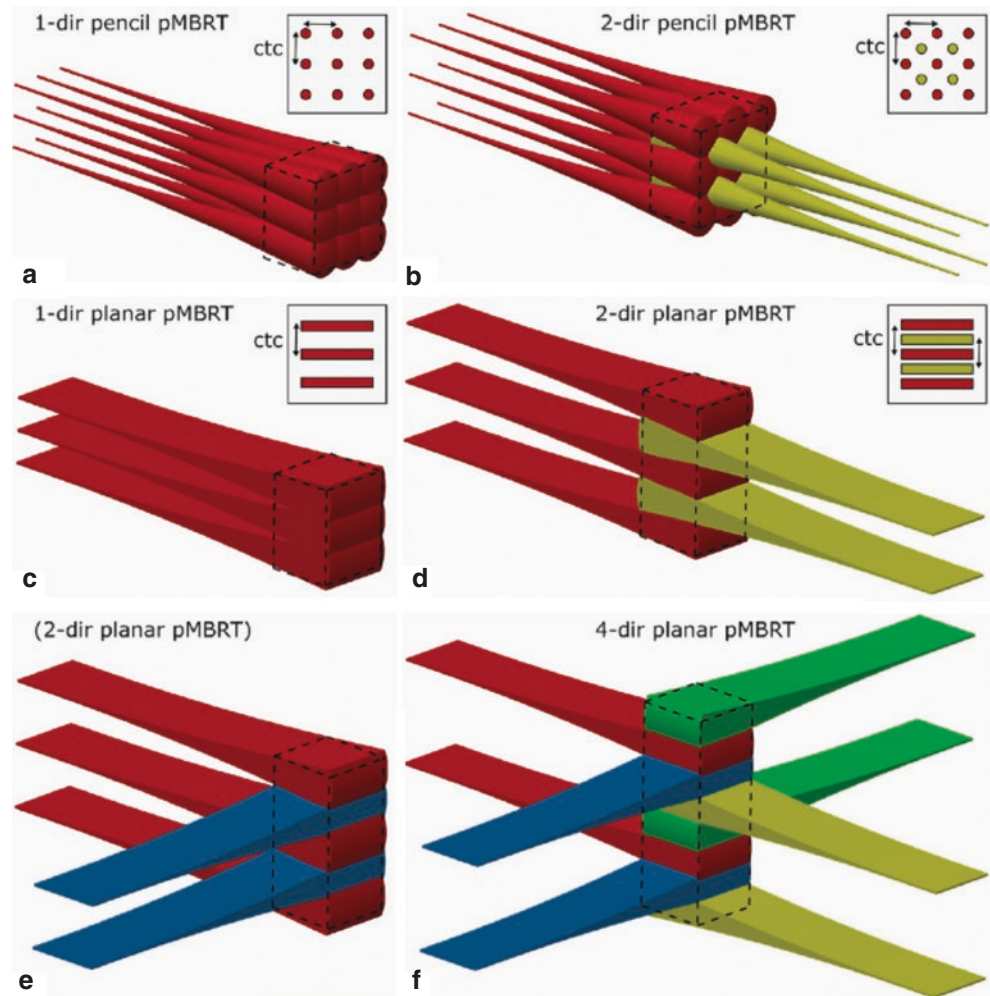 1-dir pencil pMBRT
ctc
a
2-dir pencil pMBRT
ctc
b
1-dir planar pMBRT
ctc
c
2-dir planar pMBRT
ctc
d
(2-dir planar pMBRT)
e
4-dir planar pMBRT
f